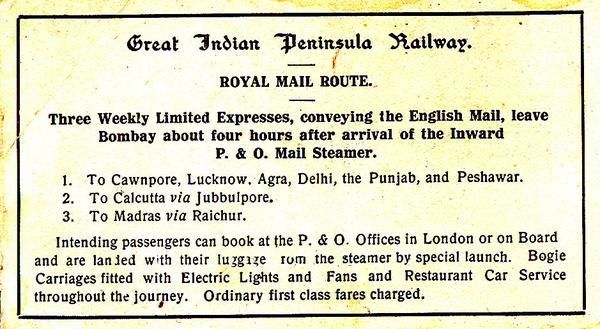 Great Indian Peninsula Railway.
ROYAL MAIL ROUTE.
Three Weekly Limited Expresses, conveying the English Mail, leave
Bombay about four hours after arrival of the Inward
P. & O. Mail Steamer.
1. To Cawnpore, Lucknow, Agra, Delhi, the Punjab, and Peshawar.
2. To Calcutta via Jubbulpore.
3. To Madras via Raichur.
Intending passengers can book at the P. & O. Offices in London or on Board
and are landed with their luggage from the steamer by special launch. Bogie
Carriages fitted with Electric Lights and Fans and Restaurant Car Service
throughout the journey. Ordinary first class fares charged.